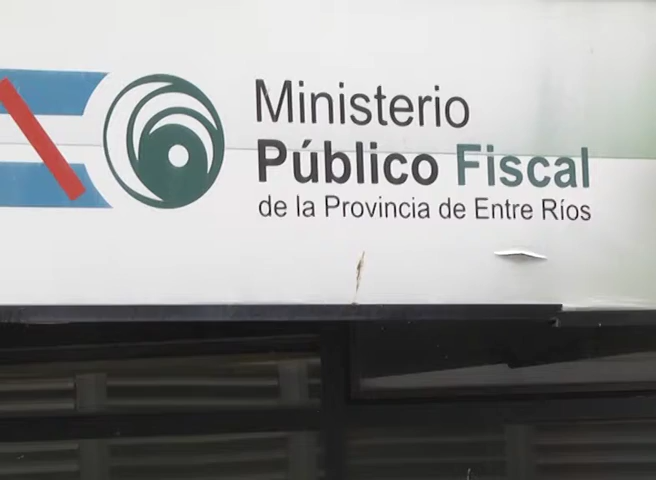 Ministerio
Público Fiscal
de la Provincia de Entre Ríos